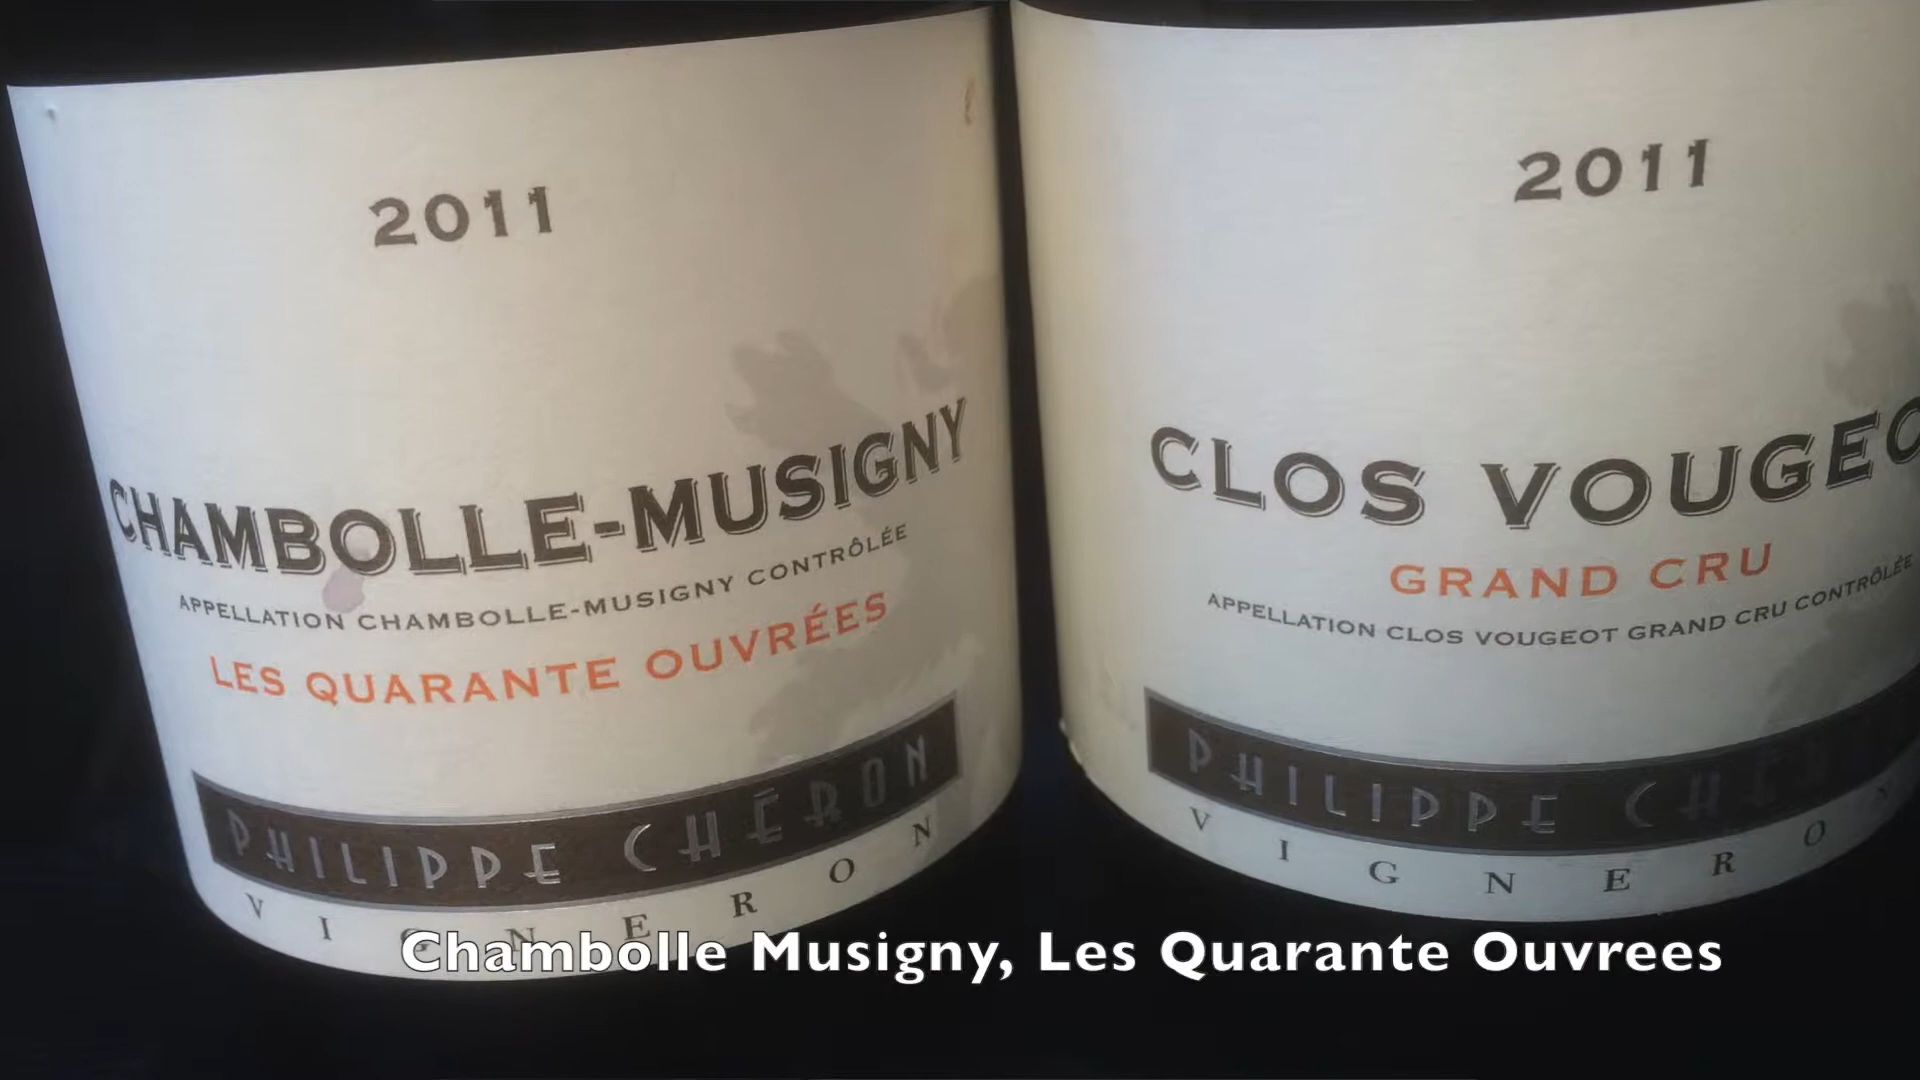 2011
CHAMBOLLE-MUSIGNY
APPELLATION CHAMBOLLE-MUSIGNY CONTRÔLÉE
LES QUARANTE OUVRÉES
PHILIPPE CHÉRON
VIGNERON
2011
CLOS VOUGEO
GRAND CRU
APPELLATION CLOS VOUGEOT GRAND CRU CONTRÔLÉE
PHILIPPE CHÉ
VIGNERON
Chambolle Musigny, Les Quarante Ouvrees